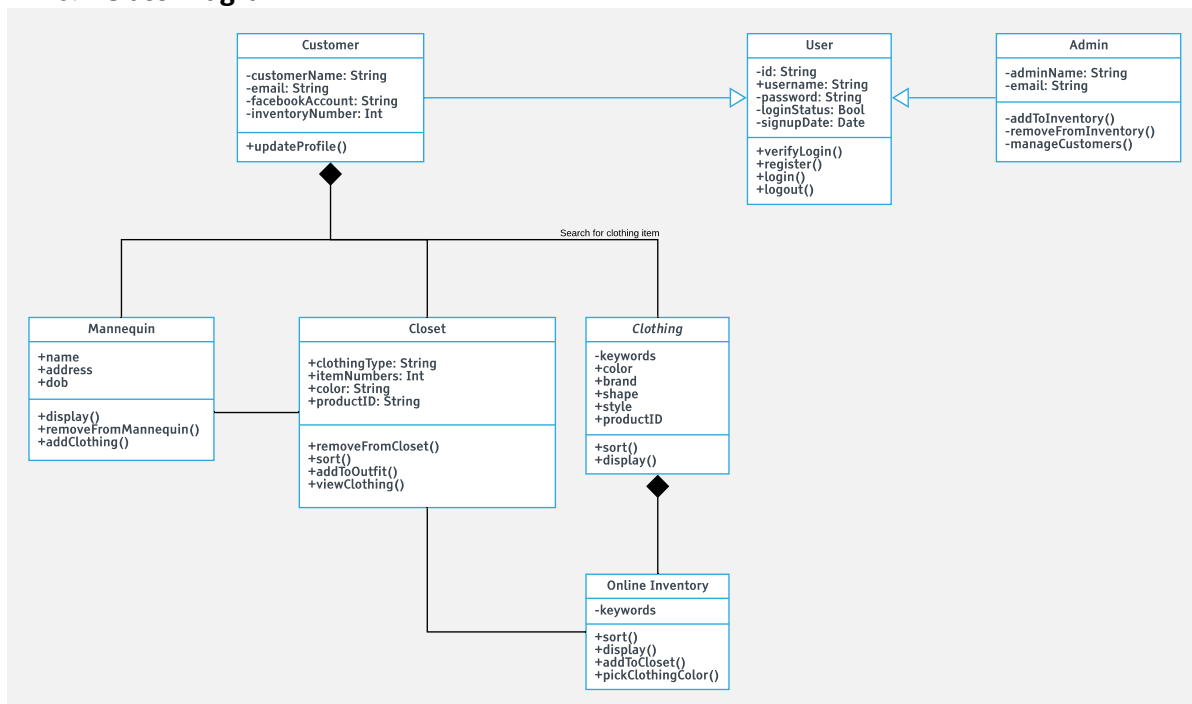 Customer
-customerName: String
-email: String
-facebookAccount: String
-inventoryNumber: Int
+updateProfile()
User
-id: String
+username: String
-password: String
-loginStatus: Bool
-signupDate: Date
+verifyLogin()
+register()
+login()
+logout()
Admin
-adminName: String
-email: String
-addToInventory()
-removeFromInventory()
-manageCustomers()
Search for clothing item
Mannequin
+name
+address
+dob
+display()
+removeFromMannequin()
+addClothing()
Closet
+clothingType: String
+itemNumbers: Int
+color: String
+productID: String
+removeFromCloset()
+sort()
+addToOutfit()
+viewClothing()
Clothing
-keywords
+color
+brand
+shape
+style
+productID
+sort()
+display()
Online Inventory
-keywords
+sort()
+display()
+addToCloset()
+pickClothingColor()